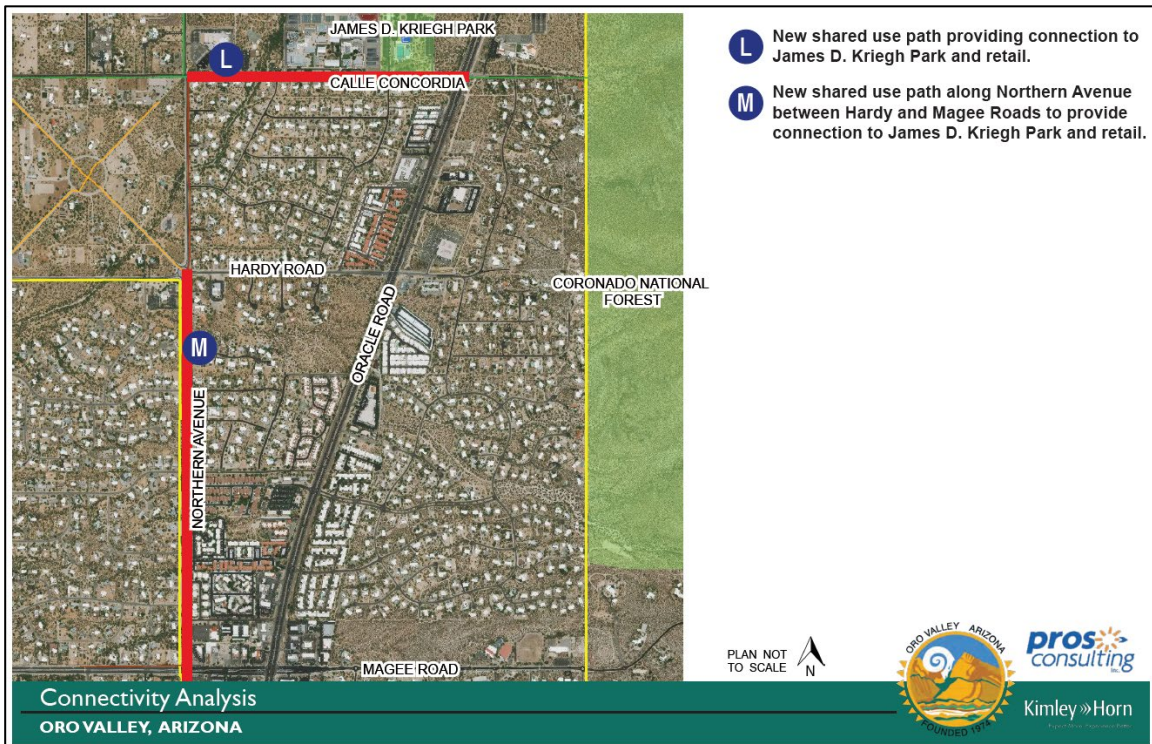 JAMES D. KRIEGH PARK
L
CALLE CONCORDIA
HARDY ROAD
CORONADO NATIONAL
FOREST
ORACLE ROAD
M
NORTHERN AVENUE
MAGEE ROAD
L
New shared use path providing connection to
James D. Kriegh Park and retail.
M
New shared use path along Northern Avenue
between Hardy and Magee Roads to provide
connection to James D. Kriegh Park and retail.
PLAN NOT
TO SCALE
N
ORO VALLEY ARIZONA
FOUNDED 1974
pros
consulting
INC.
Kimley»Horn
Connectivity Analysis
ORO VALLEY, ARIZONA